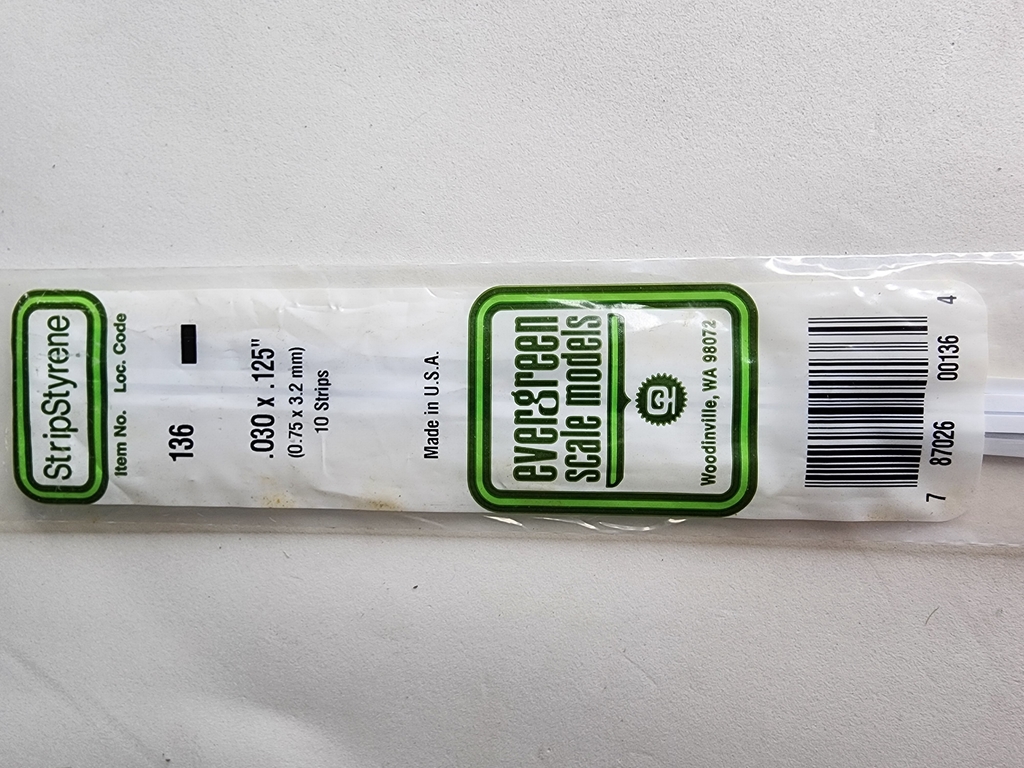 StripStyrene
Item No. Loc. Code
136
.030 x .125"
(0.75 x 3.2 mm)
10 Strips
Made in U.S.A.
evergreen
scale models
Woodinville, WA 98072
7 87026 00136 4